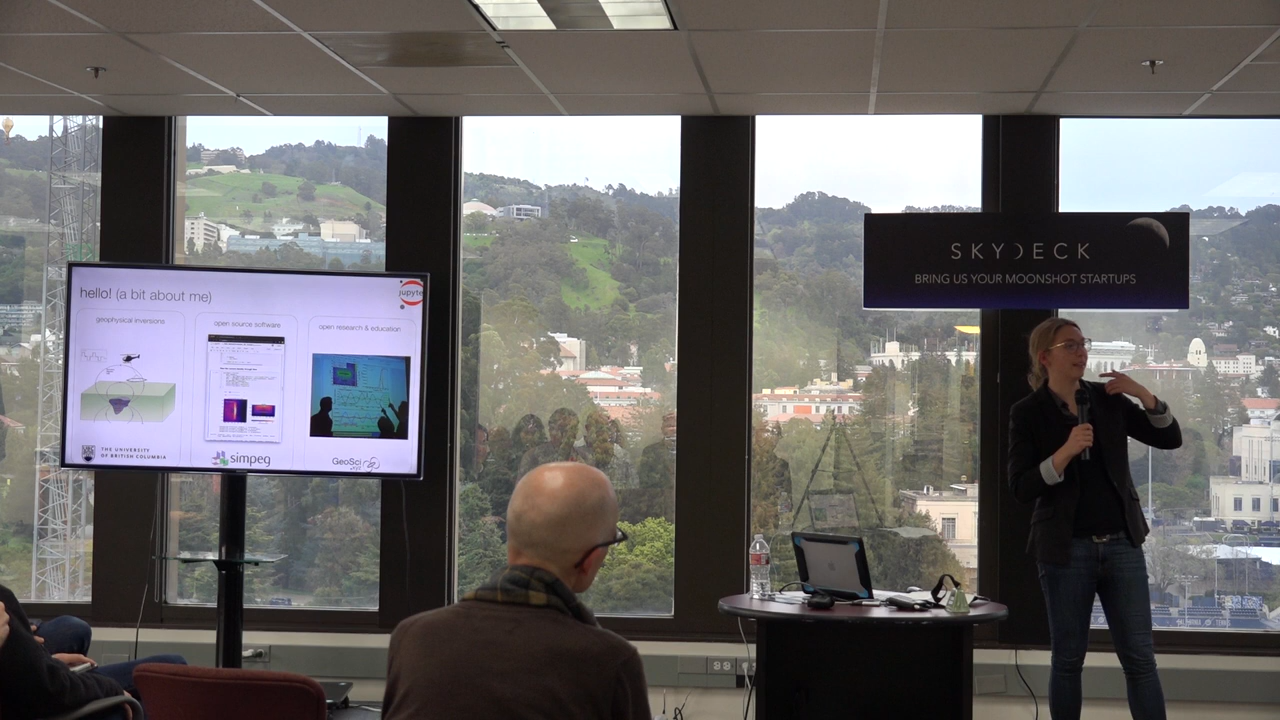 hello! (a bit about me)
jupyte
geophysical inversions
open source software
open research & education
THE UNIVERSITY
OF BRITISH COLUMBIA
simpeg
GeoSci
SKYDECK
BRING US YOUR MOONSHOT STARTUPS